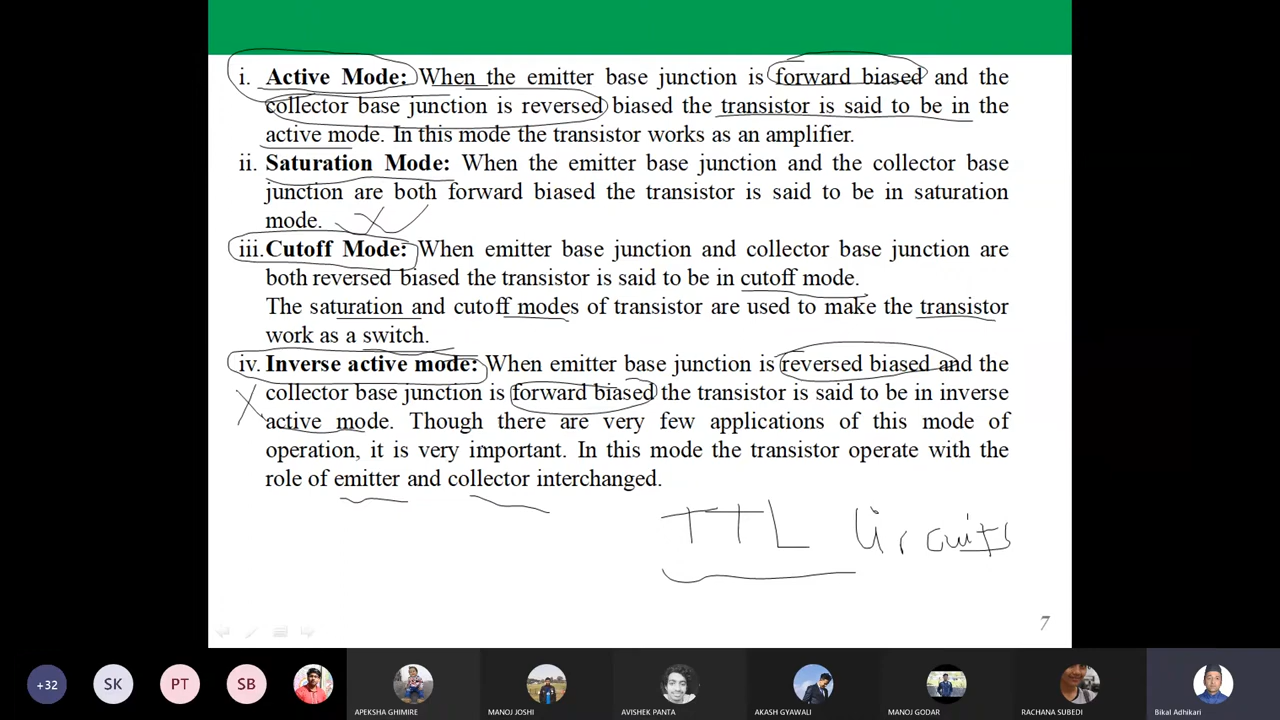 i. Active Mode: When the emitter base junction is forward biased and the
collector base junction is reversed biased the transistor is said to be in the
active mode. In this mode the transistor works as an amplifier.
ii. Saturation Mode: When the emitter base junction and the collector base
junction are both forward biased the transistor is said to be in saturation
mode.
iii. Cutoff Mode: When emitter base junction and collector base junction are
both reversed biased the transistor is said to be in cutoff mode.
The saturation and cutoff modes of transistor are used to make the transistor
work as a switch.
iv. Inverse active mode: When emitter base junction is reversed biased and the
collector base junction is forward biased the transistor is said to be in inverse
active mode. Though there are very few applications of this mode of
operation, it is very important. In this mode the transistor operate with the
role of emitter and collector interchanged.
TTL Circuits
7
+32 SK PT SB
APEKSHA GHIMIRE MANOJ JOSHI AVISHEK PANTA AKASH GYAWALI MANOJ GODAR RACHANA SUBEDI Bikal Adhikari